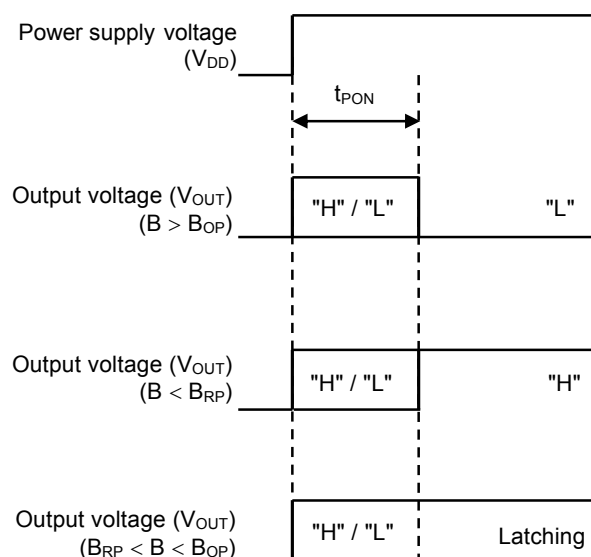 Power supply voltage
(VDD)
tPON
Output voltage (VOUT)
(B > BOP)
"H" / "L"
"L"
Output voltage (VOUT)
(B < BRP)
"H" / "L"
"H"
Output voltage (VOUT)
(BRP < B < BOP)
"H" / "L"
Latching